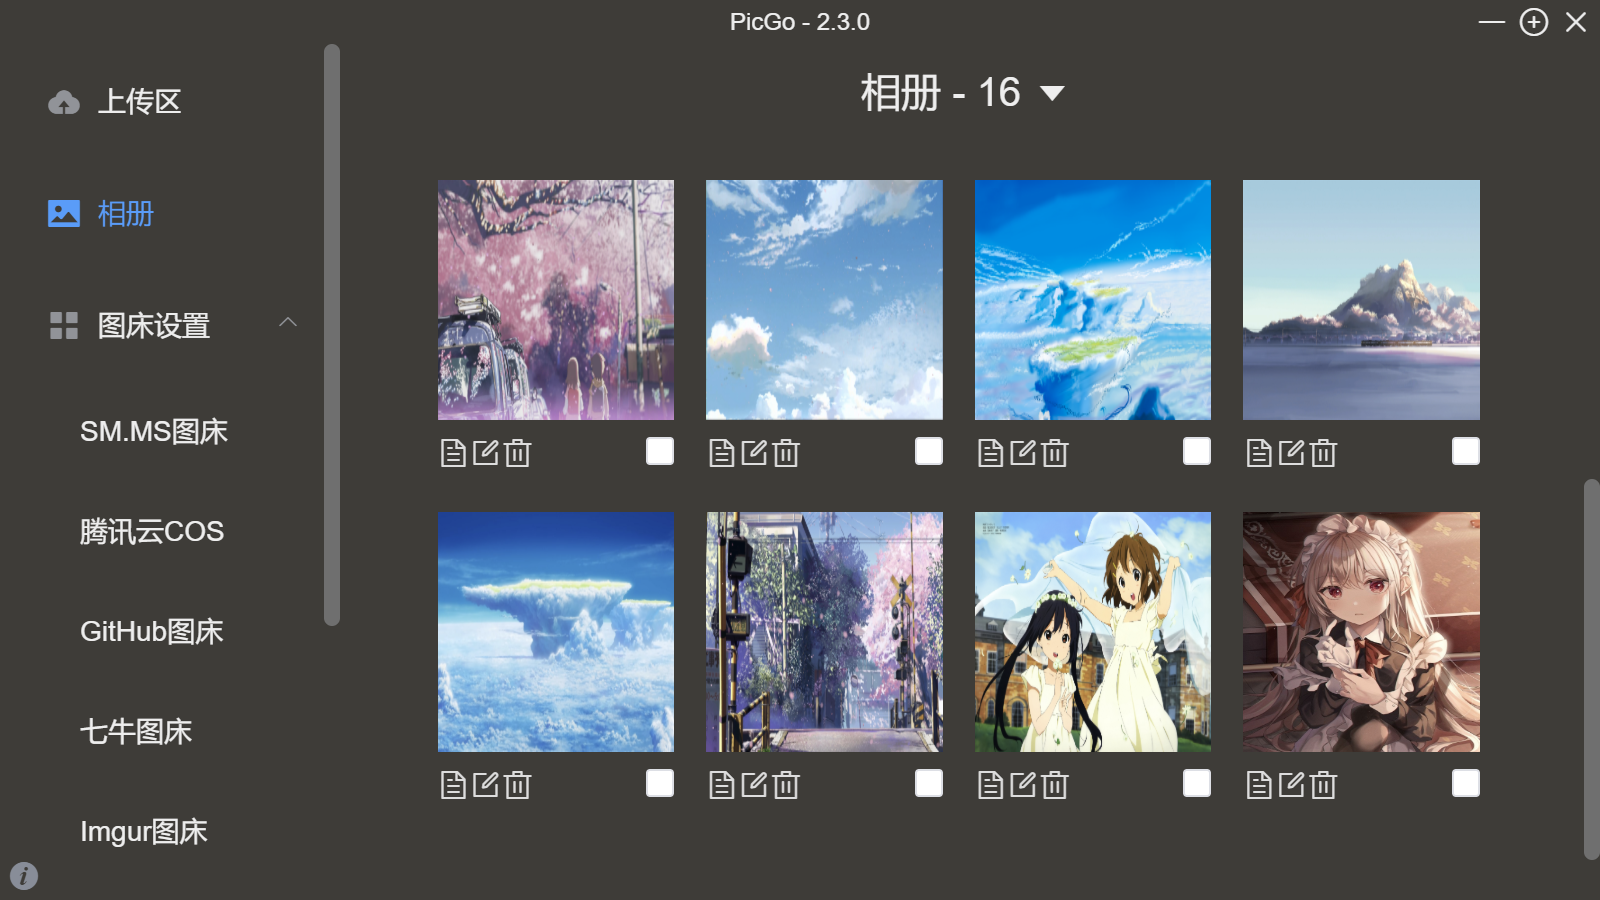 PicGo - 2.3.0
上传区
相册
图床设置
SM.MS图床
腾讯云COS
GitHub图床
七牛图床
Imgur图床
相册 - 16